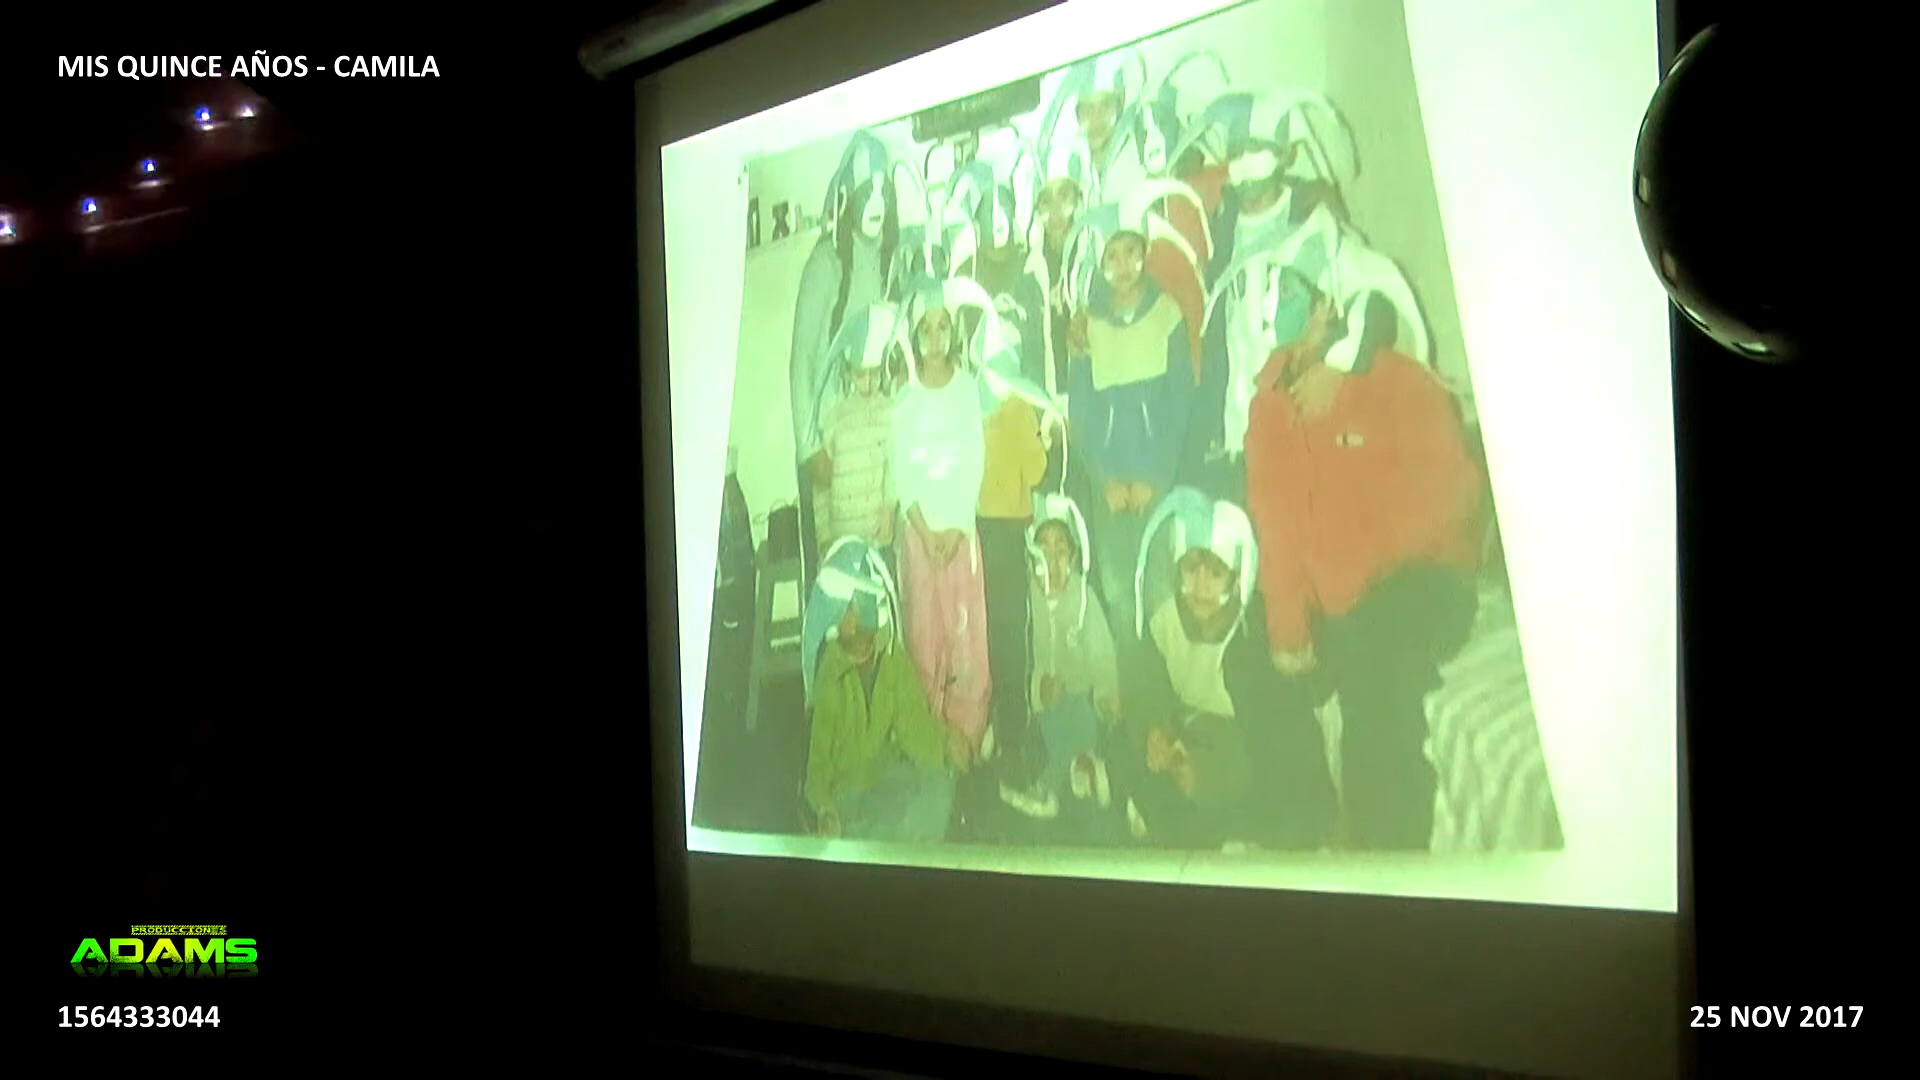 MIS QUINCE AÑOS - CAMILA
PRODUCCIONES
ADAMS
1564333044
25 NOV 2017